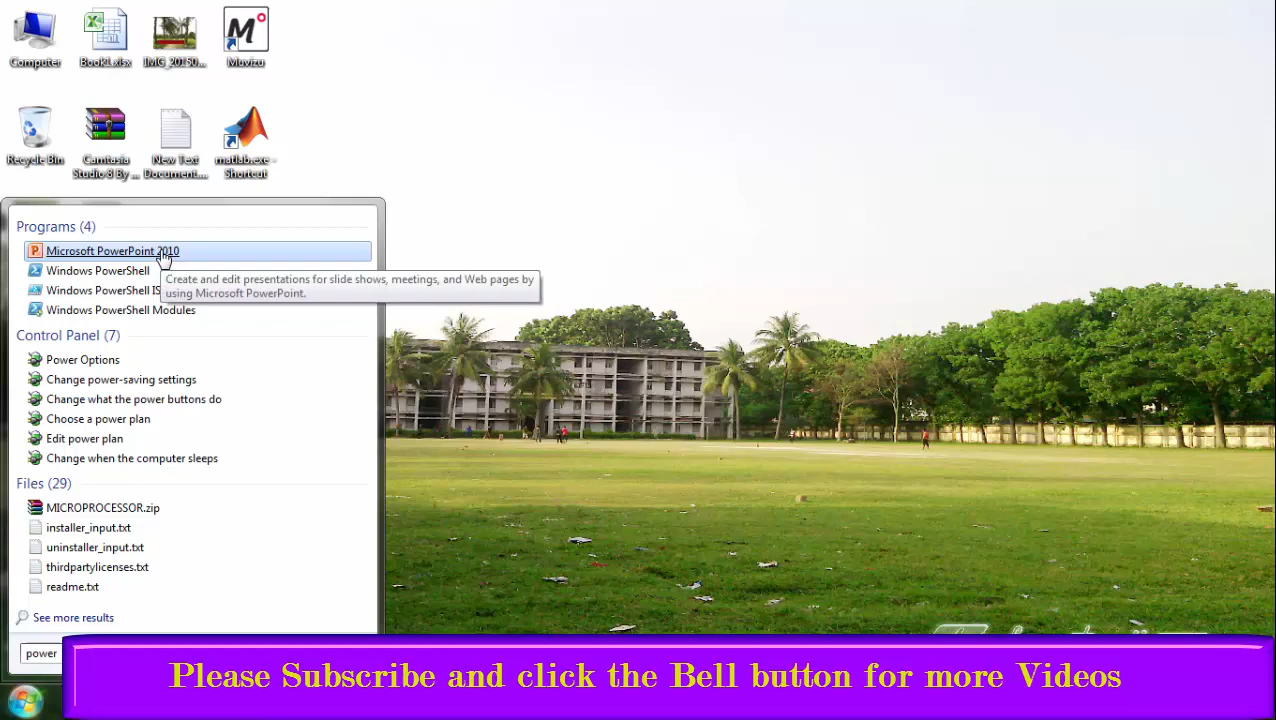 Computer
Book1.xlsx
IMG_20150...
Muvizu
Recycle Bin
Camtasia
Studio 8 By ...
New Text
Document....
matlab.exe -
Shortcut
Programs (4)
Microsoft PowerPoint 2010
Windows PowerShell
Create and edit presentations for slide shows, meetings, and Web pages by
using Microsoft PowerPoint.
Windows PowerShell IS
Windows PowerShell Modules
Control Panel (7)
Power Options
Change power-saving settings
Change what the power buttons do
Choose a power plan
Edit power plan
Change when the computer sleeps
Files (29)
MICROPROCESSOR.zip
installer_input.txt
uninstaller_input.txt
thirdpartylicenses.txt
readme.txt
See more results
power
Please Subscribe and click the Bell button for more Videos